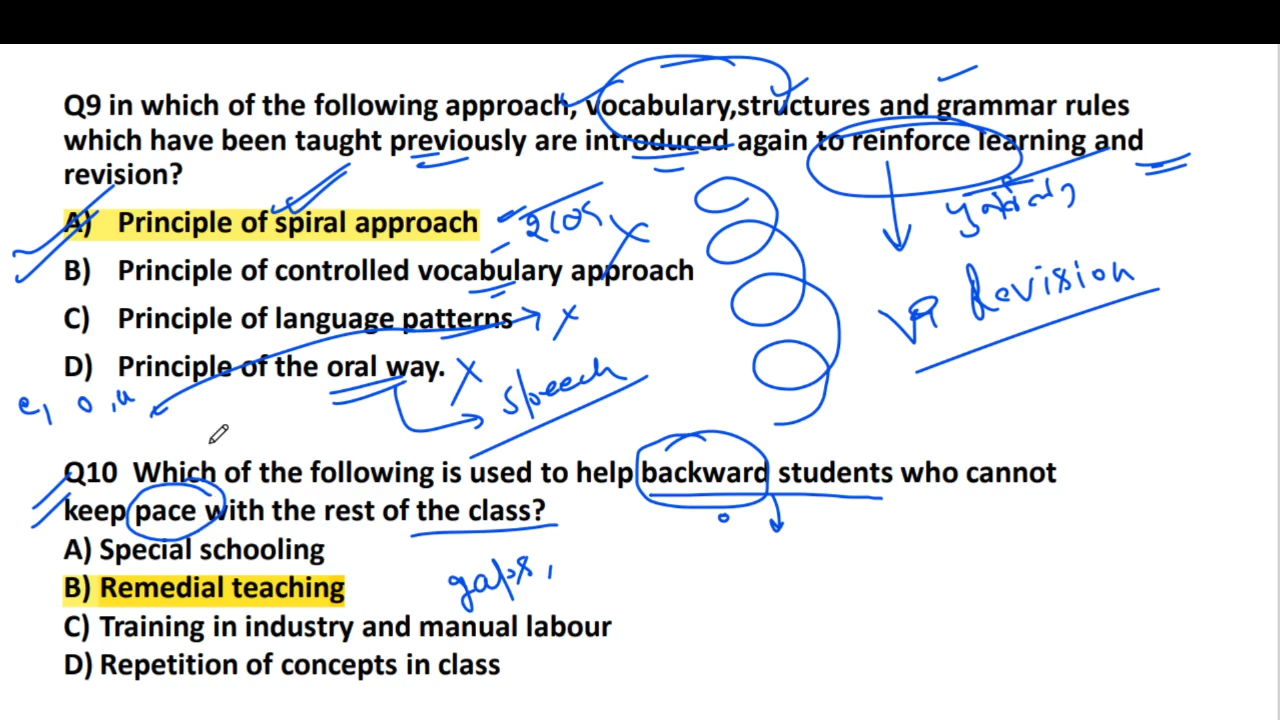 Q9 in which of the following approach, vocabulary,structures and grammar rules
which have been taught previously are introduced again to reinforce learning and
revision?
A) Principle of spiral approach
B) Principle of controlled vocabulary approach
C) Principle of language patterns
D) Principle of the oral way.
speech
Revision
e, o, u
Q10 Which of the following is used to help backward students who cannot
keep pace with the rest of the class?
A) Special schooling
B) Remedial teaching
gaps,
C) Training in industry and manual labour
D) Repetition of concepts in class